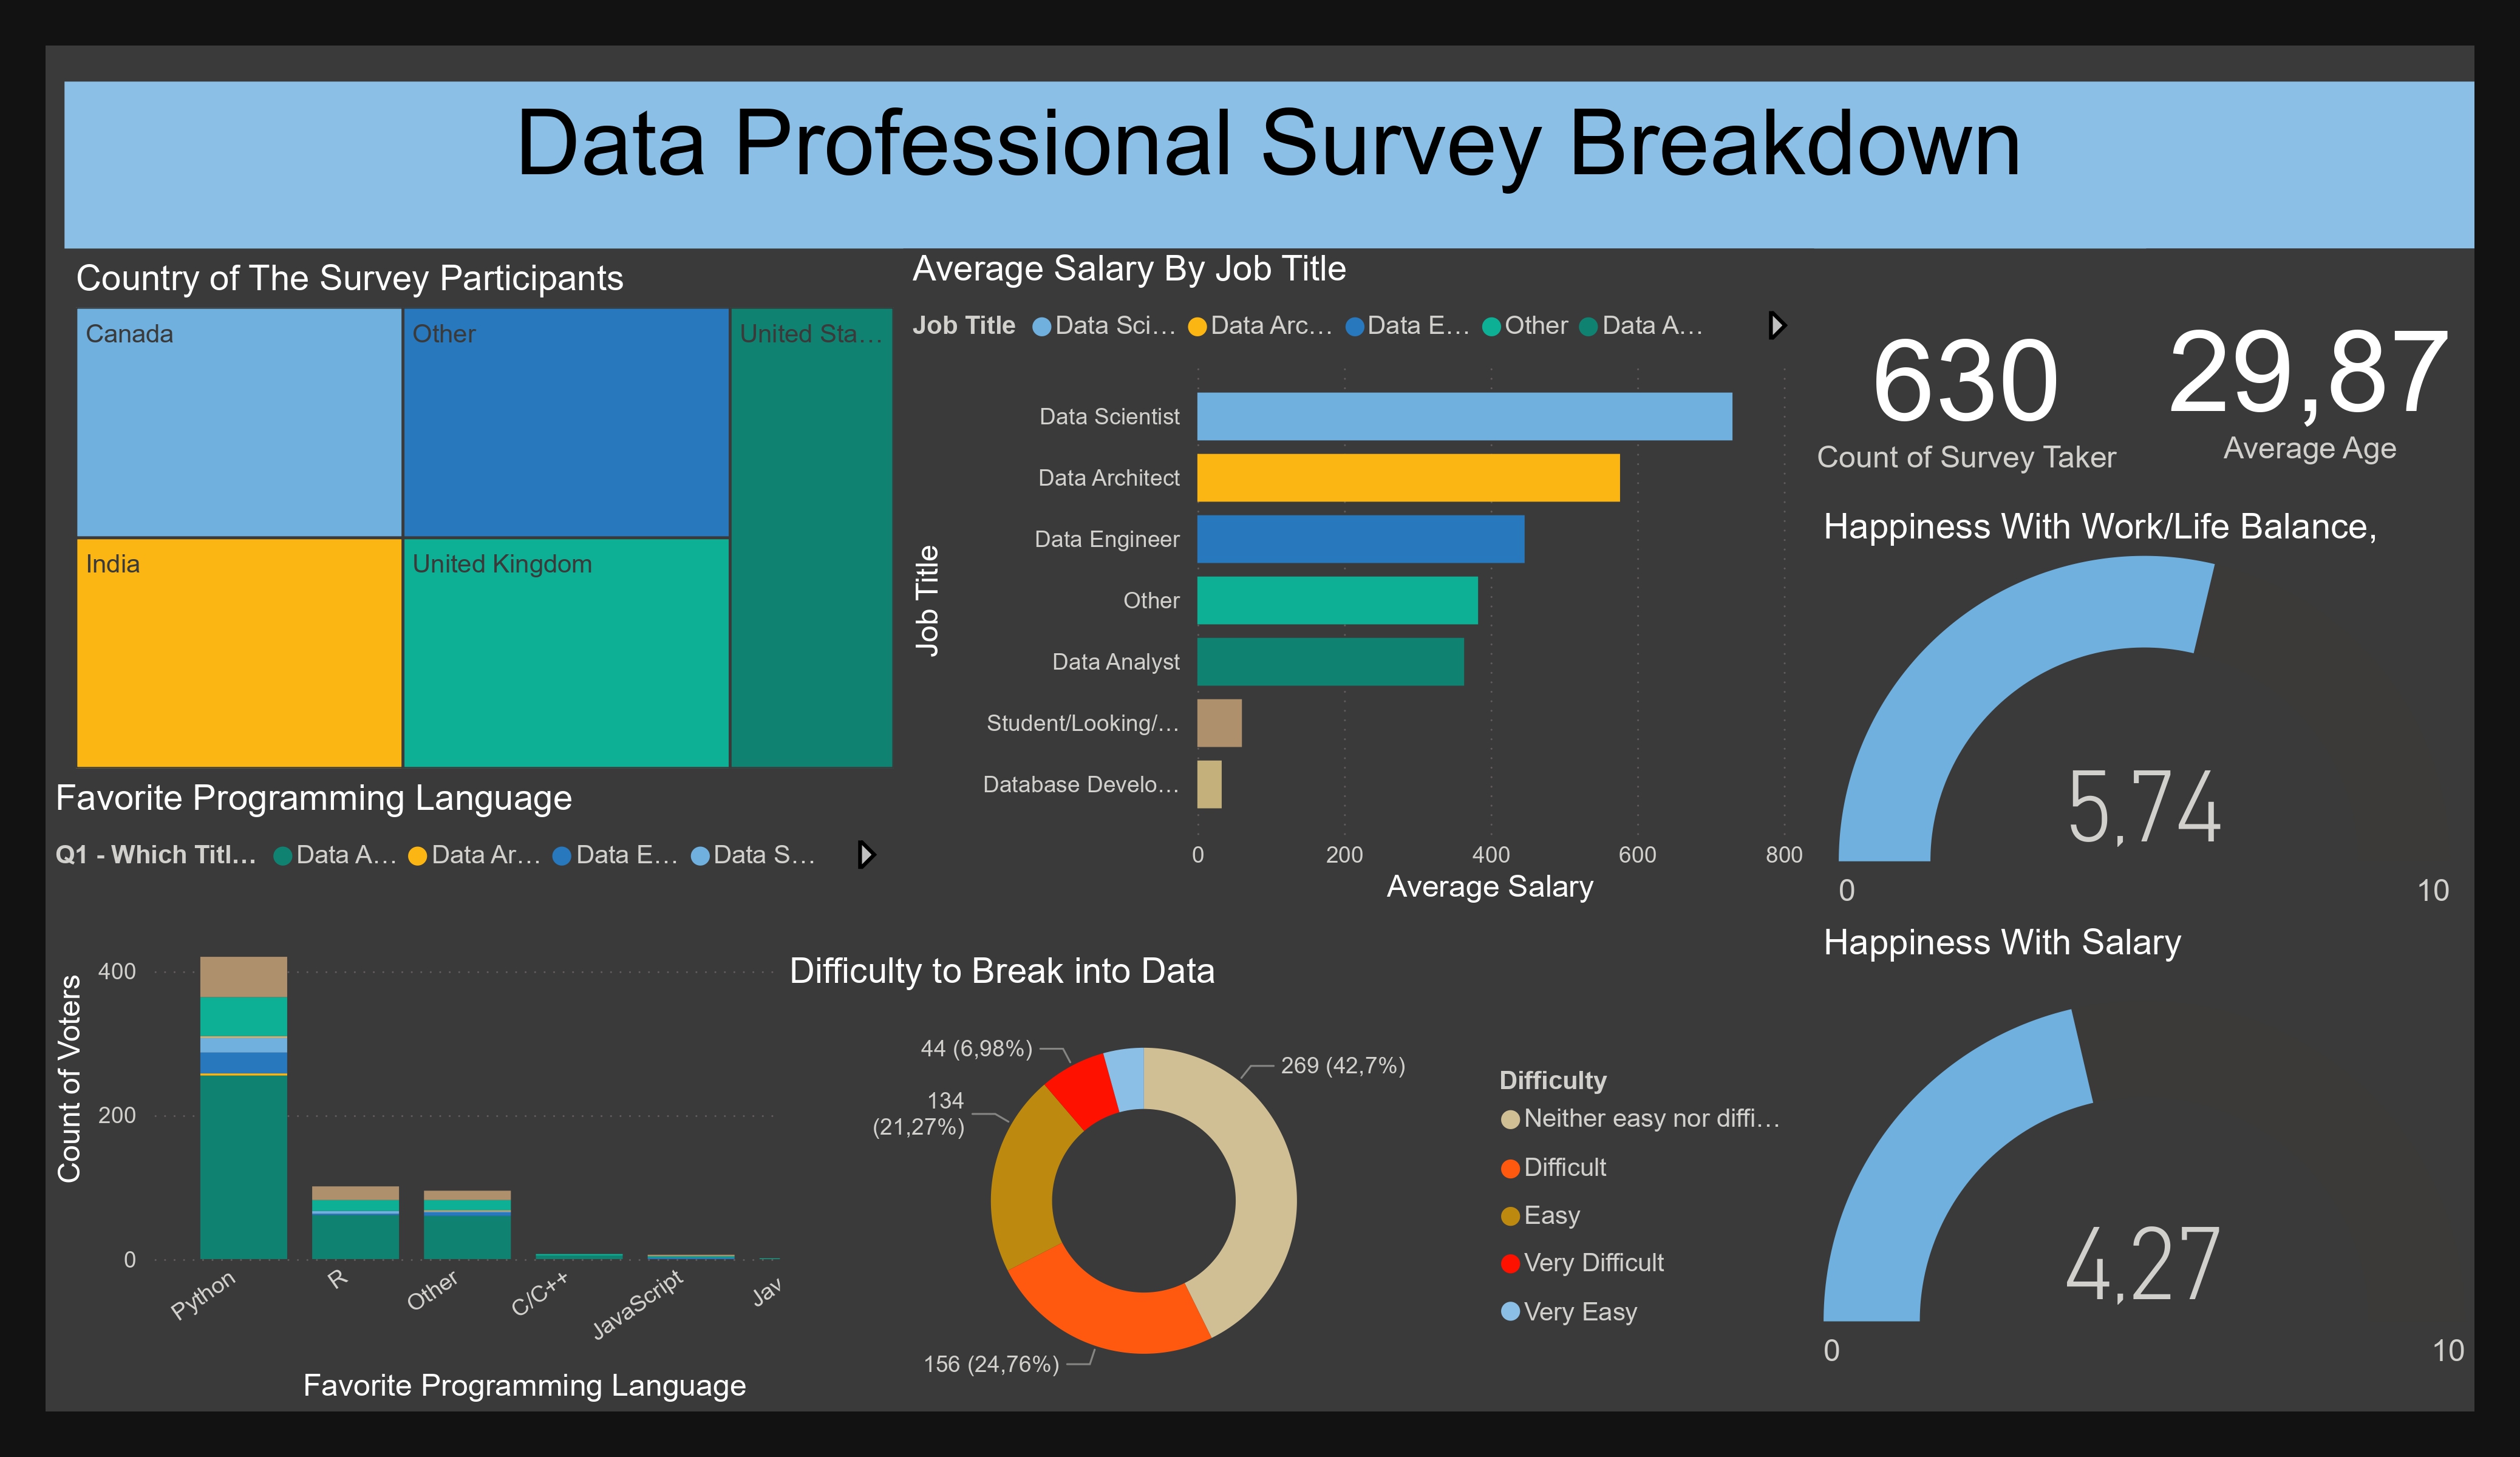 Data Professional Survey Breakdown
Country of The Survey Participants
Canada
Other
United Sta…
India
United Kingdom
Average Salary By Job Title
Job Title
Data Sci…
Data Arc…
Data E…
Other
Data A…
Job Title
Data Scientist
Data Architect
Data Engineer
Other
Data Analyst
Student/Looking/…
Database Develo…
0 200 400 600 800
Average Salary
630
Count of Survey Taker
29,87
Average Age
Happiness With Work/Life Balance,
5,74
0
10
Favorite Programming Language
Q1 - Which Titl…
Data A…
Data Ar…
Data E…
Data S…
Count of Voters
400
200
0
Python
R
Other
C/C++
JavaScript
Jav
Favorite Programming Language
Difficulty to Break into Data
44 (6,98%)
269 (42,7%)
134
(21,27%)
156 (24,76%)
Difficulty
Neither easy nor diffi…
Difficult
Easy
Very Difficult
Very Easy
Happiness With Salary
4,27
0
10